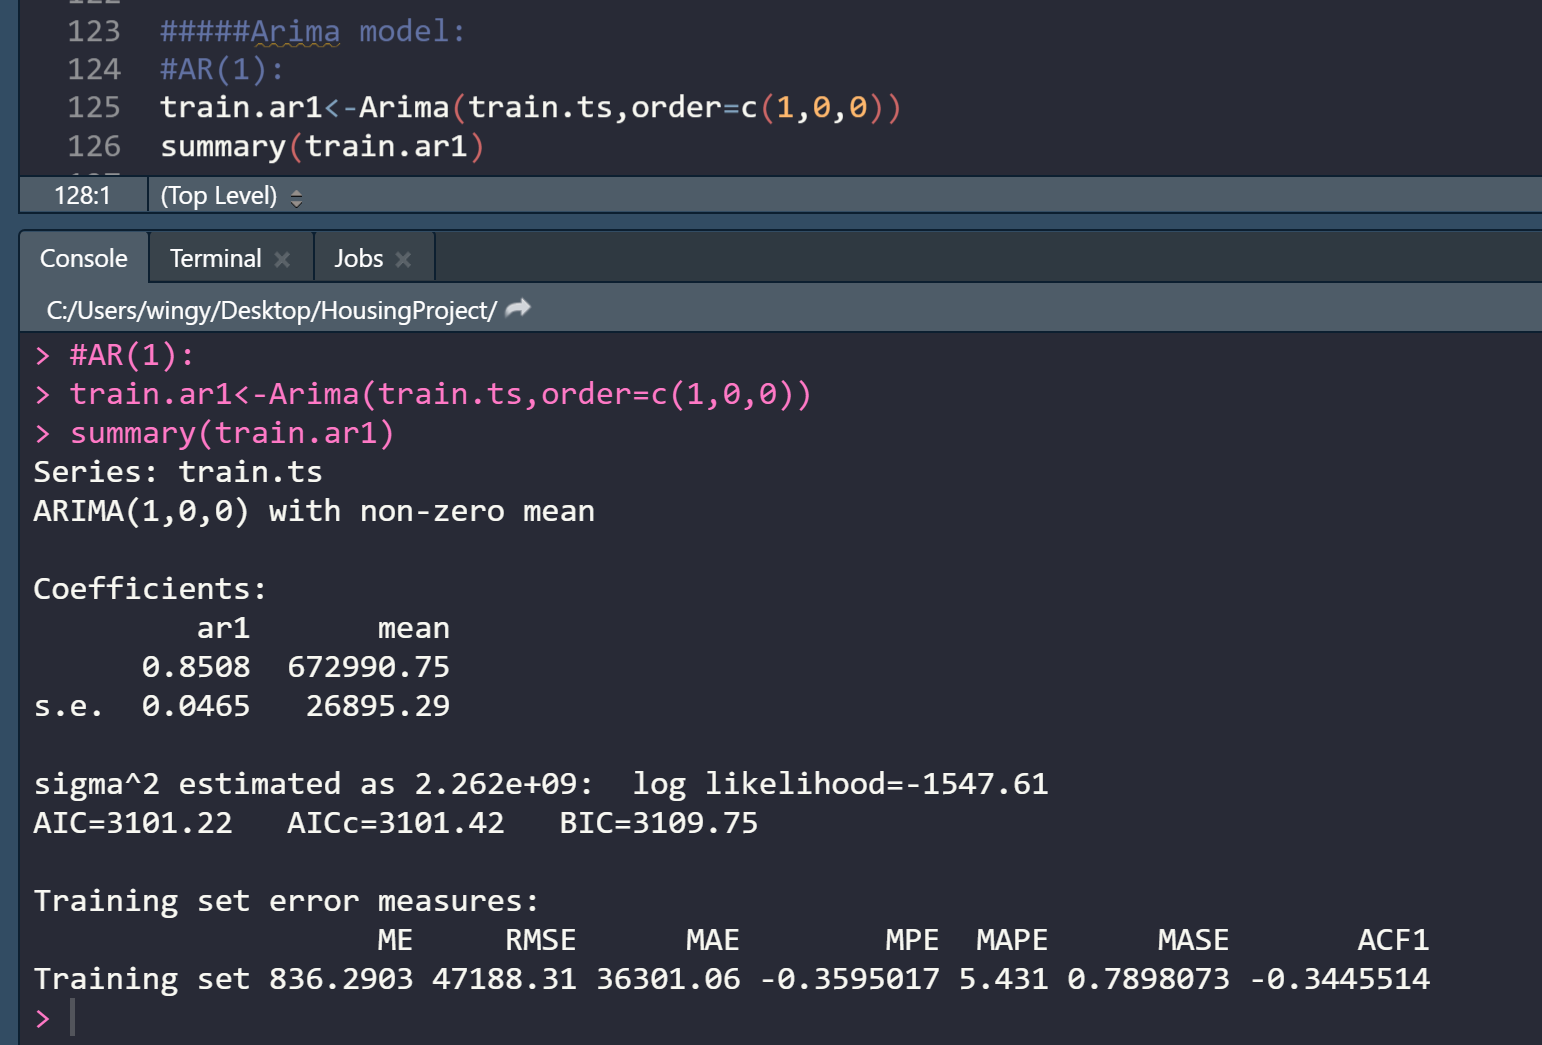 123 #####Arima model:
124 #AR(1):
125 train.ar1<-Arima(train.ts,order=c(1,0,0))
126 summary(train.ar1)
128:1 (Top Level)
Console Terminal Jobs
C:/Users/wingy/Desktop/HousingProject/
> #AR(1):
> train.ar1<-Arima(train.ts,order=c(1,0,0))
> summary(train.ar1)
Series: train.ts
ARIMA(1,0,0) with non-zero mean
Coefficients:
ar1 mean
0.8508 672990.75
s.e. 0.0465 26895.29
sigma^2 estimated as 2.262e+09: log likelihood=-1547.61
AIC=3101.22 AICc=3101.42 BIC=3109.75
Training set error measures:
ME RMSE MAE MPE MAPE MASE ACF1
Training set 836.2903 47188.31 36301.06 -0.3595017 5.431 0.7898073 -0.3445514
>